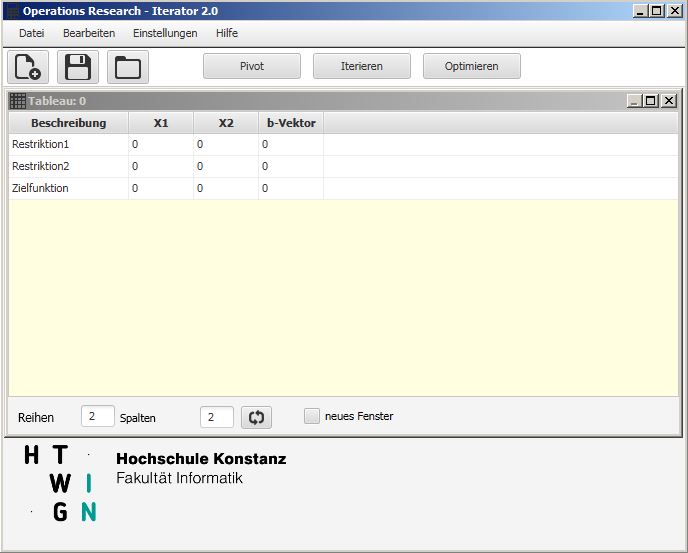 Operations Research - Iterator 2.0
Datei Bearbeiten Einstellungen Hilfe
Pivot Iterieren Optimieren
Tableau: 0
Beschreibung X1 X2 b-Vektor
Restriktion1 0 0 0
Restriktion2 0 0 0
Zielfunktion 0 0 0
Reihen 2 Spalten 2 neues Fenster
H T
W I
G N
Hochschule Konstanz
Fakultät Informatik